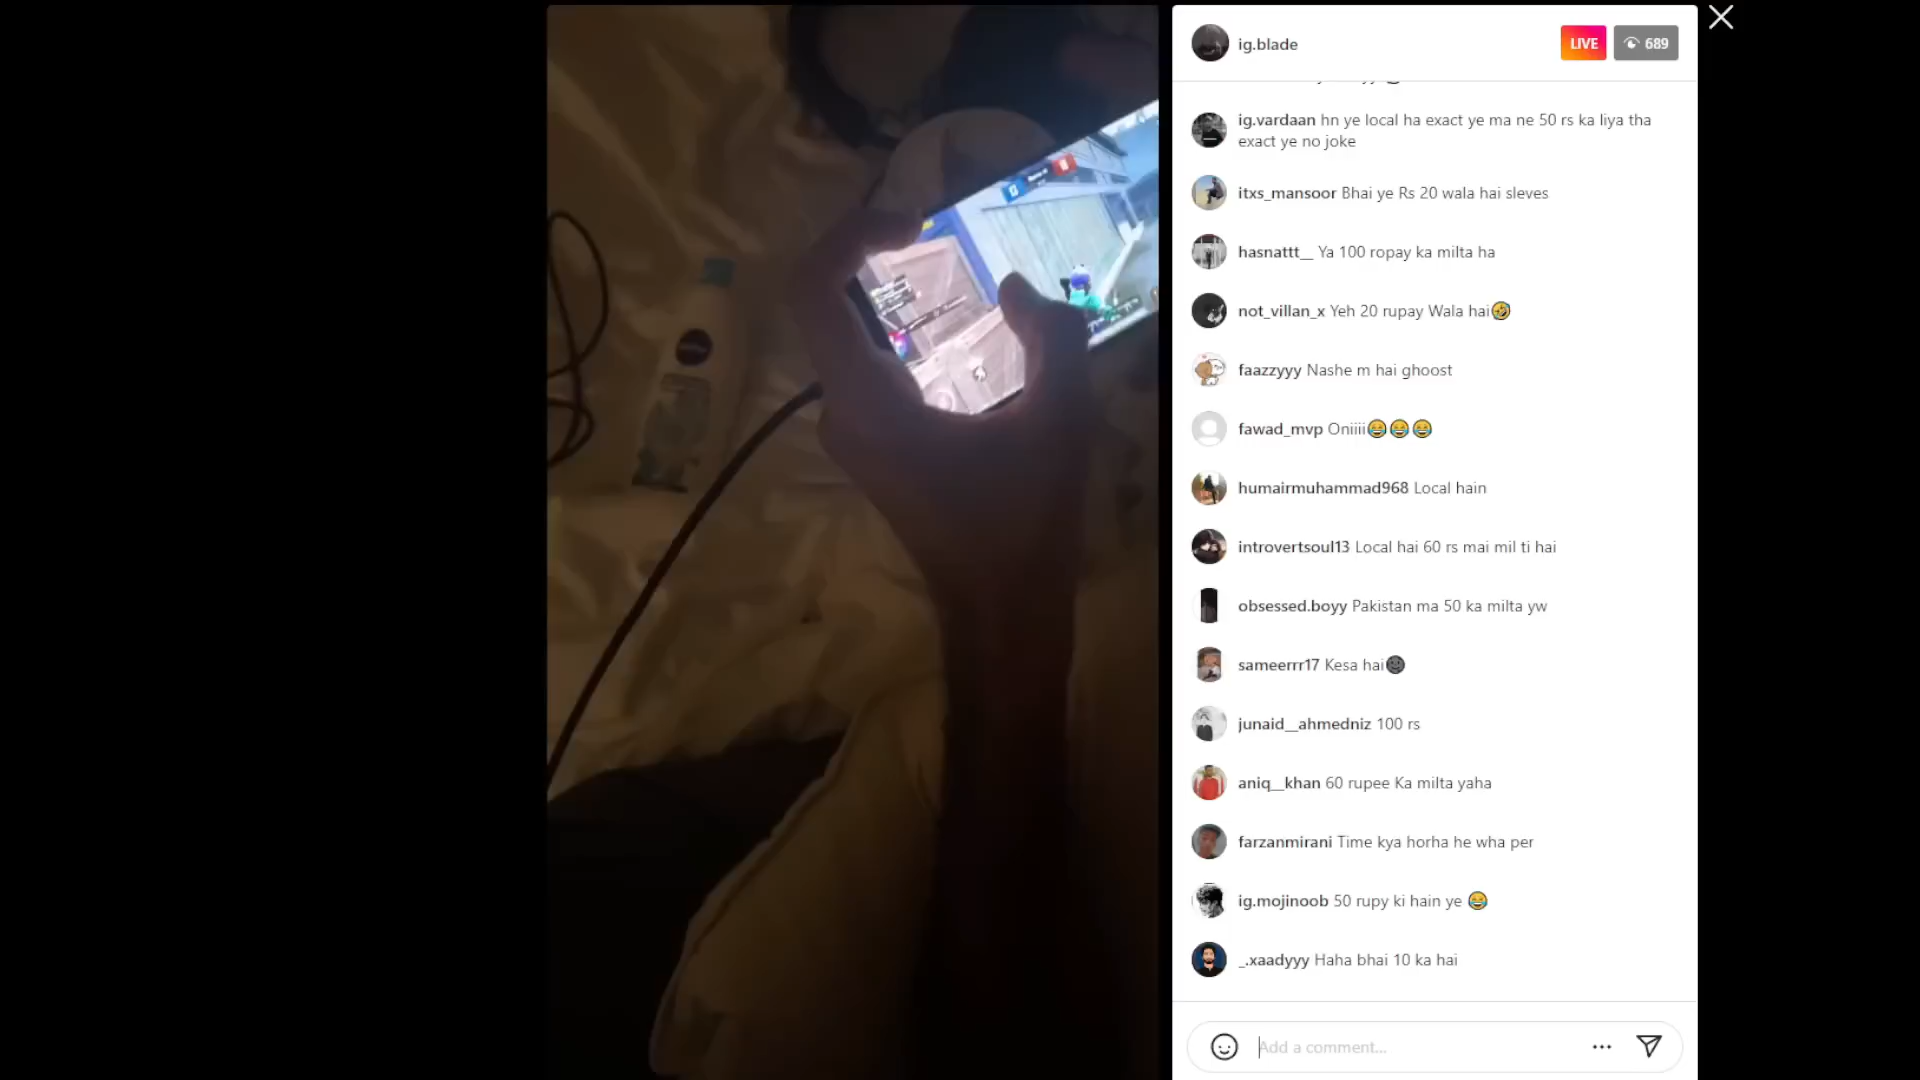 ig.blade
LIVE
689
ig.vardaan hn ye local ha exact ye ma ne 50 rs ka liya tha
exact ye no joke
itxs_mansoor Bhai ye Rs 20 wala hai sleves
hasnattt__ Ya 100 ropay ka milta ha
not_villan_x Yeh 20 rupay Wala hai🤣
faazzyyy Nashe m hai ghoost
fawad_mvp Oniiii😂😂😂
humairmuhammad968 Local hain
introvertsoul13 Local hai 60 rs mai mil ti hai
obsessed.boyy Pakistan ma 50 ka milta yw
sameerrr17 Kesa hai🌚
junaid__ahmedniz 100 rs
aniq__khan 60 rupee Ka milta yaha
farzanmirani Time kya horha he wha per
ig.mojinoob 50 rupy ki hain ye 😂
_.xaadyyy Haha bhai 10 ka hai
Add a comment...